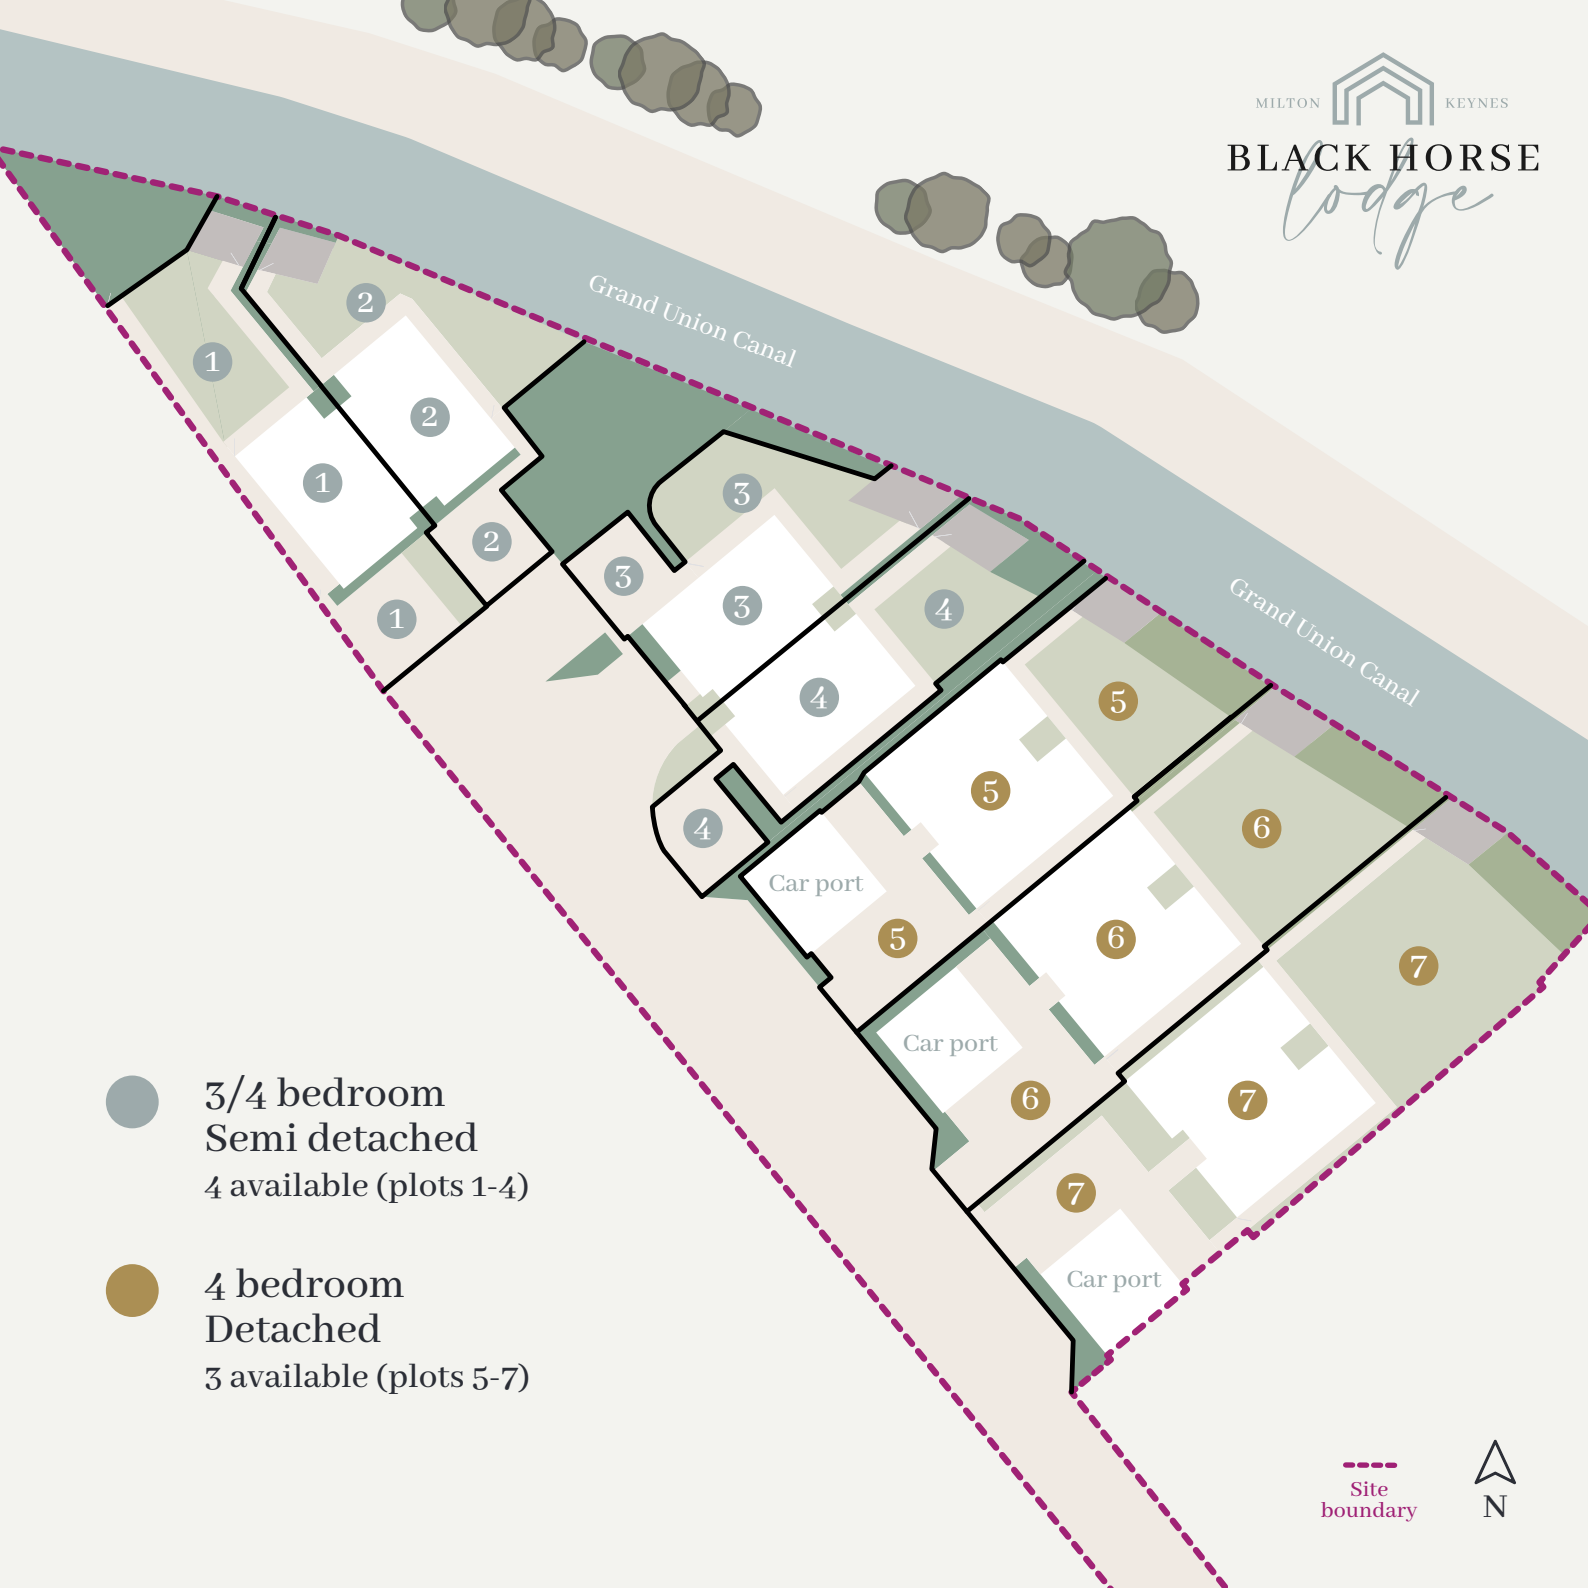 MILTON KEYNES
BLACK HORSE
lodge
Grand Union Canal
Grand Union Canal
1
2
1
2
1
2
3
3
3
4
4
4
5
5
Car port
5
6
6
Car port
6
7
7
7
Car port
3/4 bedroom
Semi detached
4 available (plots 1-4)
4 bedroom
Detached
3 available (plots 5-7)
Site
boundary
N